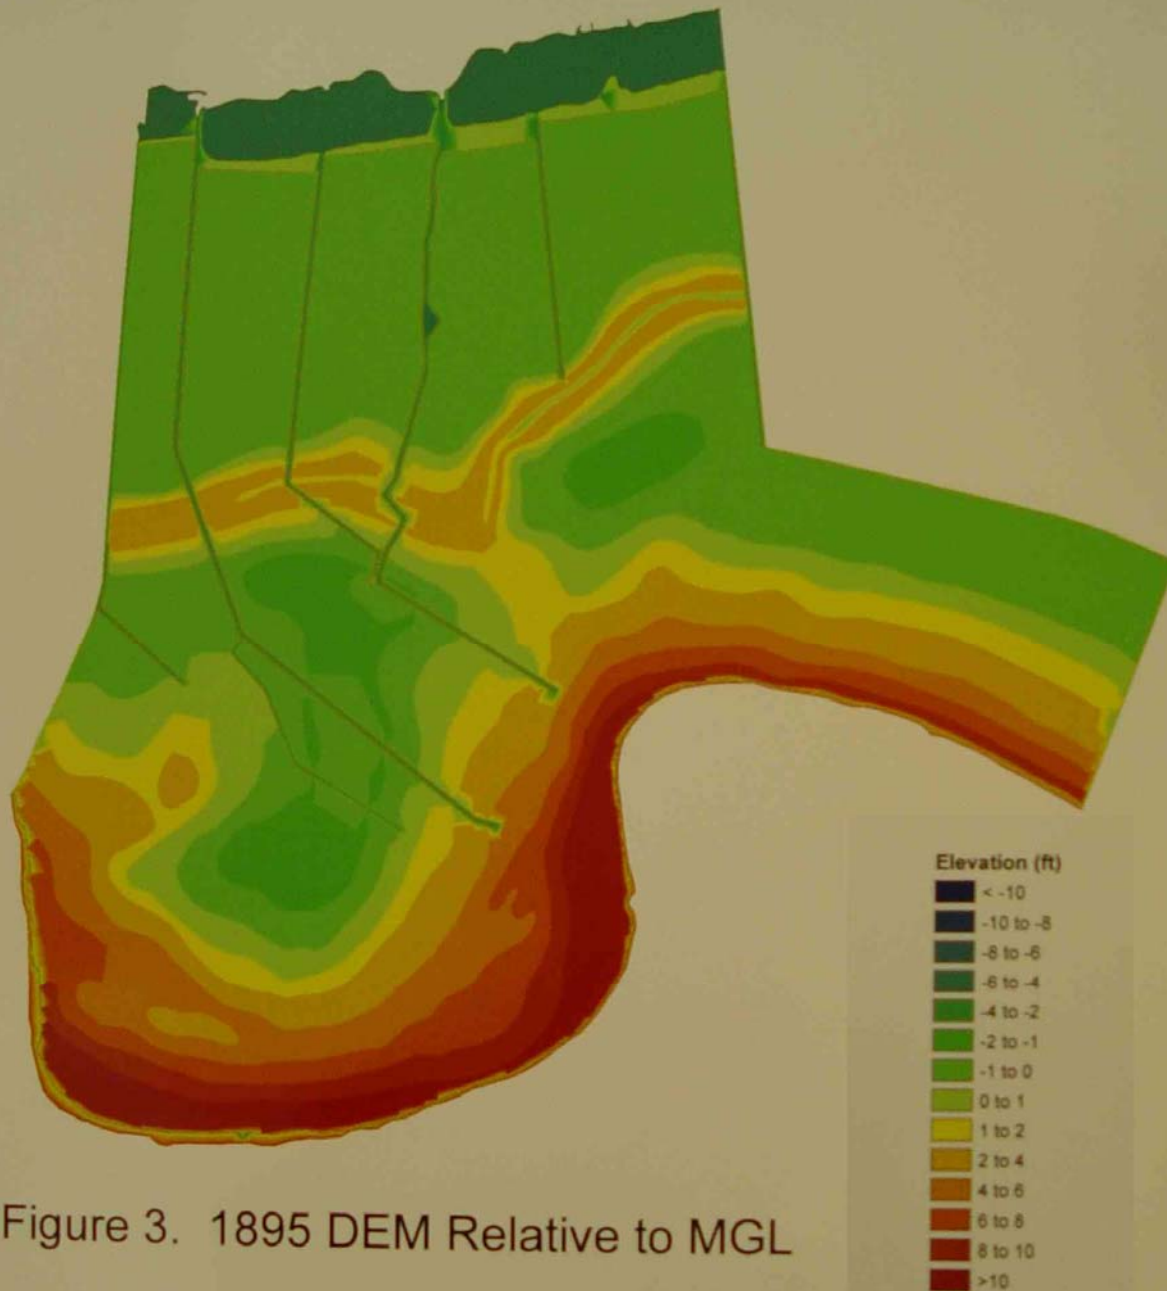 Elevation (ft)
< -10
-10 to -8
-8 to -6
-6 to -4
-4 to -2
-2 to -1
-1 to 0
0 to 1
1 to 2
2 to 4
4 to 6
6 to 8
8 to 10
>10
Figure 3. 1895 DEM Relative to MGL